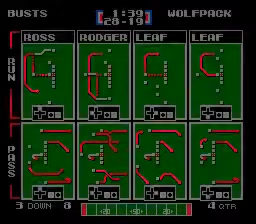 BUSTS 1:39 WOLFPACK
28-19
ROSS RODGER LEAF LEAF
RUN
PASS
3 DOWN 8 4 QTR